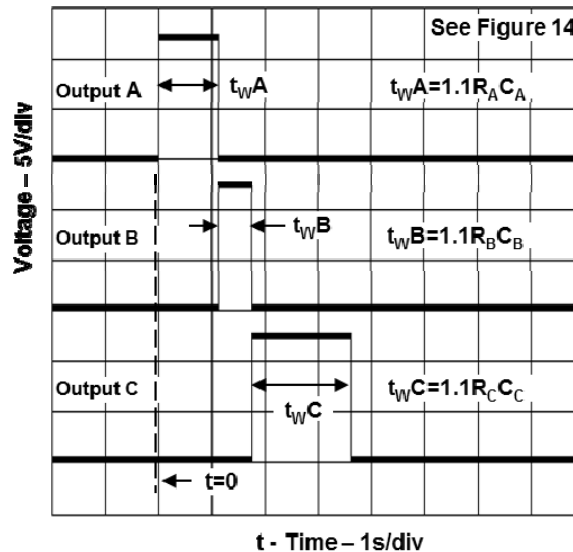 See Figure 14
Output A
tWA
tWA=1.1RACA
Voltage – 5V/div
Output B
tWB
tWB=1.1RBCB
Output C
tWC
tWC=1.1RCCC
t=0
t - Time – 1s/div